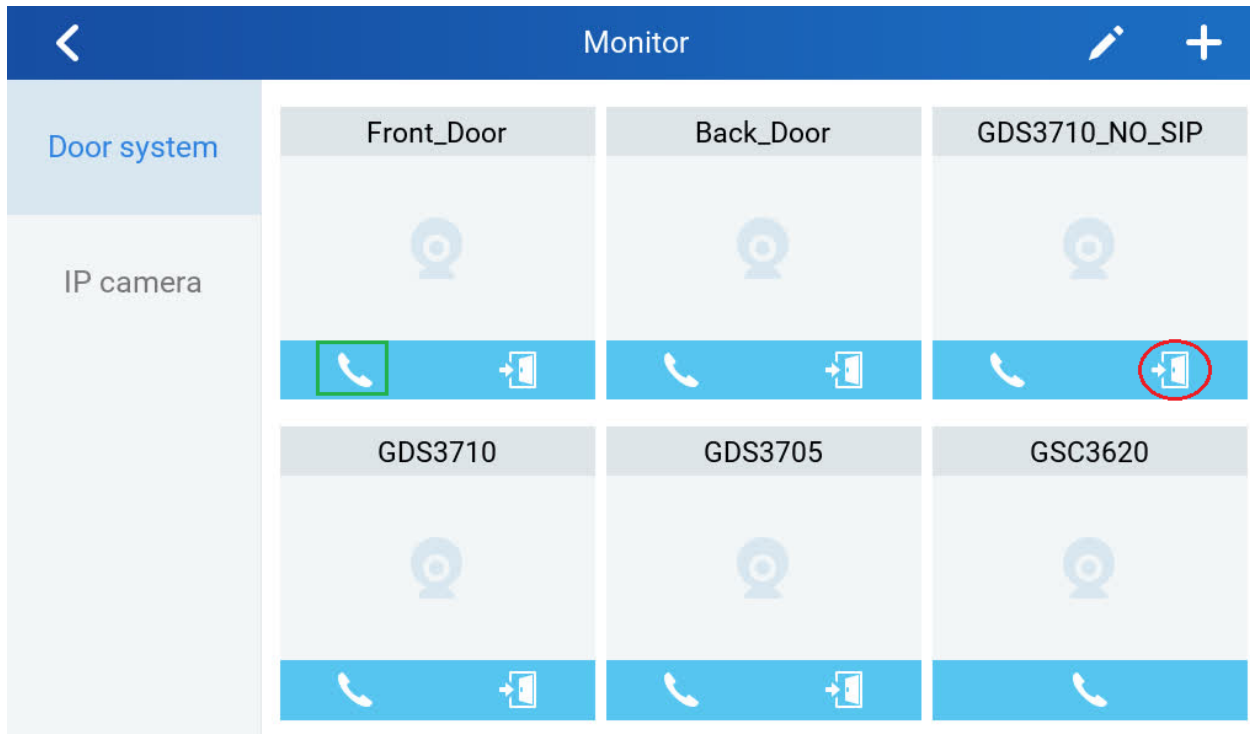 Monitor
Door system
IP camera
Front_Door
Back_Door
GDS3710_NO_SIP
GDS3710
GDS3705
GSC3620